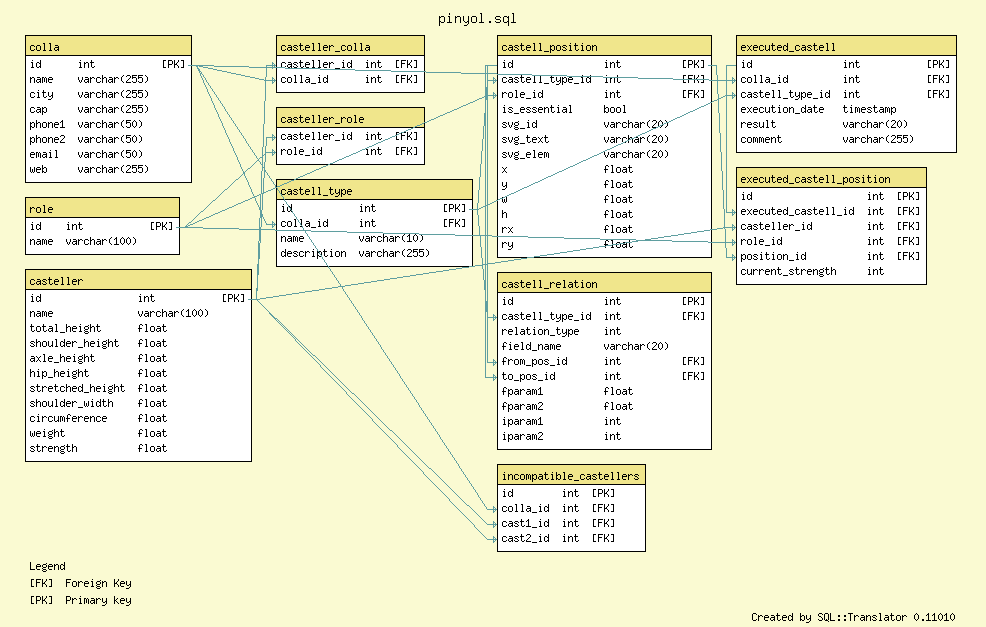 pinyol.sql
colla
id int [PK]
name varchar(255)
city varchar(255)
cap varchar(255)
phone1 varchar(50)
phone2 varchar(50)
email varchar(50)
web varchar(255)
role
id int [PK]
name varchar(100)
casteller
id int [PK]
name varchar(100)
total_height float
shoulder_height float
axle_height float
hip_height float
stretched_height float
shoulder_width float
circumference float
weight float
strength float
casteller_colla
casteller_id int [FK]
colla_id int [FK]
casteller_role
casteller_id int [FK]
role_id int [FK]
castell_type
id int [PK]
colla_id int [FK]
name varchar(10)
description varchar(255)
castell_position
id int [PK]
castell_type_id int [FK]
role_id int [FK]
is_essential bool
svg_id varchar(20)
svg_text varchar(20)
svg_elem varchar(20)
x float
y float
w float
h float
rx float
ry float
castell_relation
id int [PK]
castell_type_id int [FK]
relation_type int
field_name varchar(20)
from_pos_id int [FK]
to_pos_id int [FK]
fparam1 float
fparam2 float
iparam1 int
iparam2 int
incompatible_castellers
id int [PK]
colla_id int [FK]
cast1_id int [FK]
cast2_id int [FK]
executed_castell
id int [PK]
colla_id int [FK]
castell_type_id int [FK]
execution_date timestamp
result varchar(20)
comment varchar(255)
executed_castell_position
id int [PK]
executed_castell_id int [FK]
casteller_id int [FK]
role_id int [FK]
position_id int [FK]
current_strength int
Legend
[FK] Foreign Key
[PK] Primary key
Created by SQL::Translator 0.11010